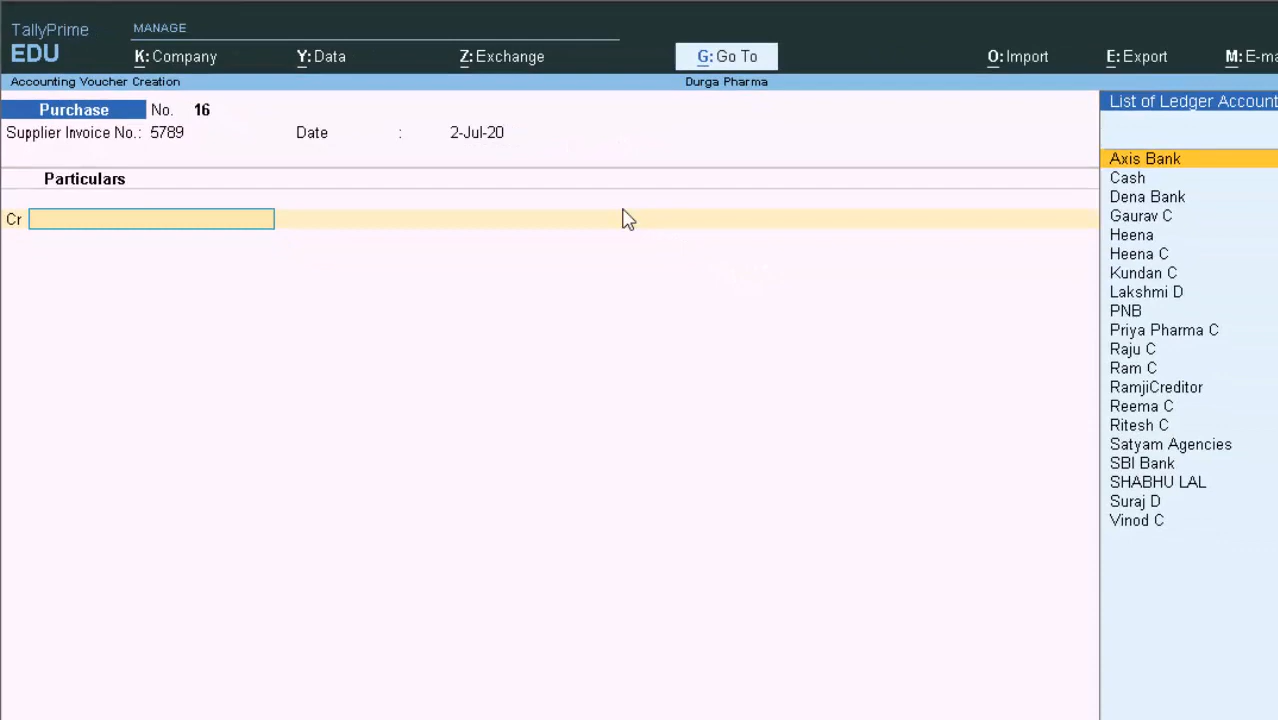 TallyPrime
EDU
MANAGE
K: Company Y: Data Z: Exchange G: Go To O: Import E: Export M: E-ma
Accounting Voucher Creation Durga Pharma
Purchase No. 16
Supplier Invoice No.: 5789 Date : 2-Jul-20
Particulars
Cr
List of Ledger Account
Axis Bank
Cash
Dena Bank
Gaurav C
Heena
Heena C
Kundan C
Lakshmi D
PNB
Priya Pharma C
Raju C
Ram C
RamjiCreditor
Reema C
Ritesh C
Satyam Agencies
SBI Bank
SHABHU LAL
Suraj D
Vinod C